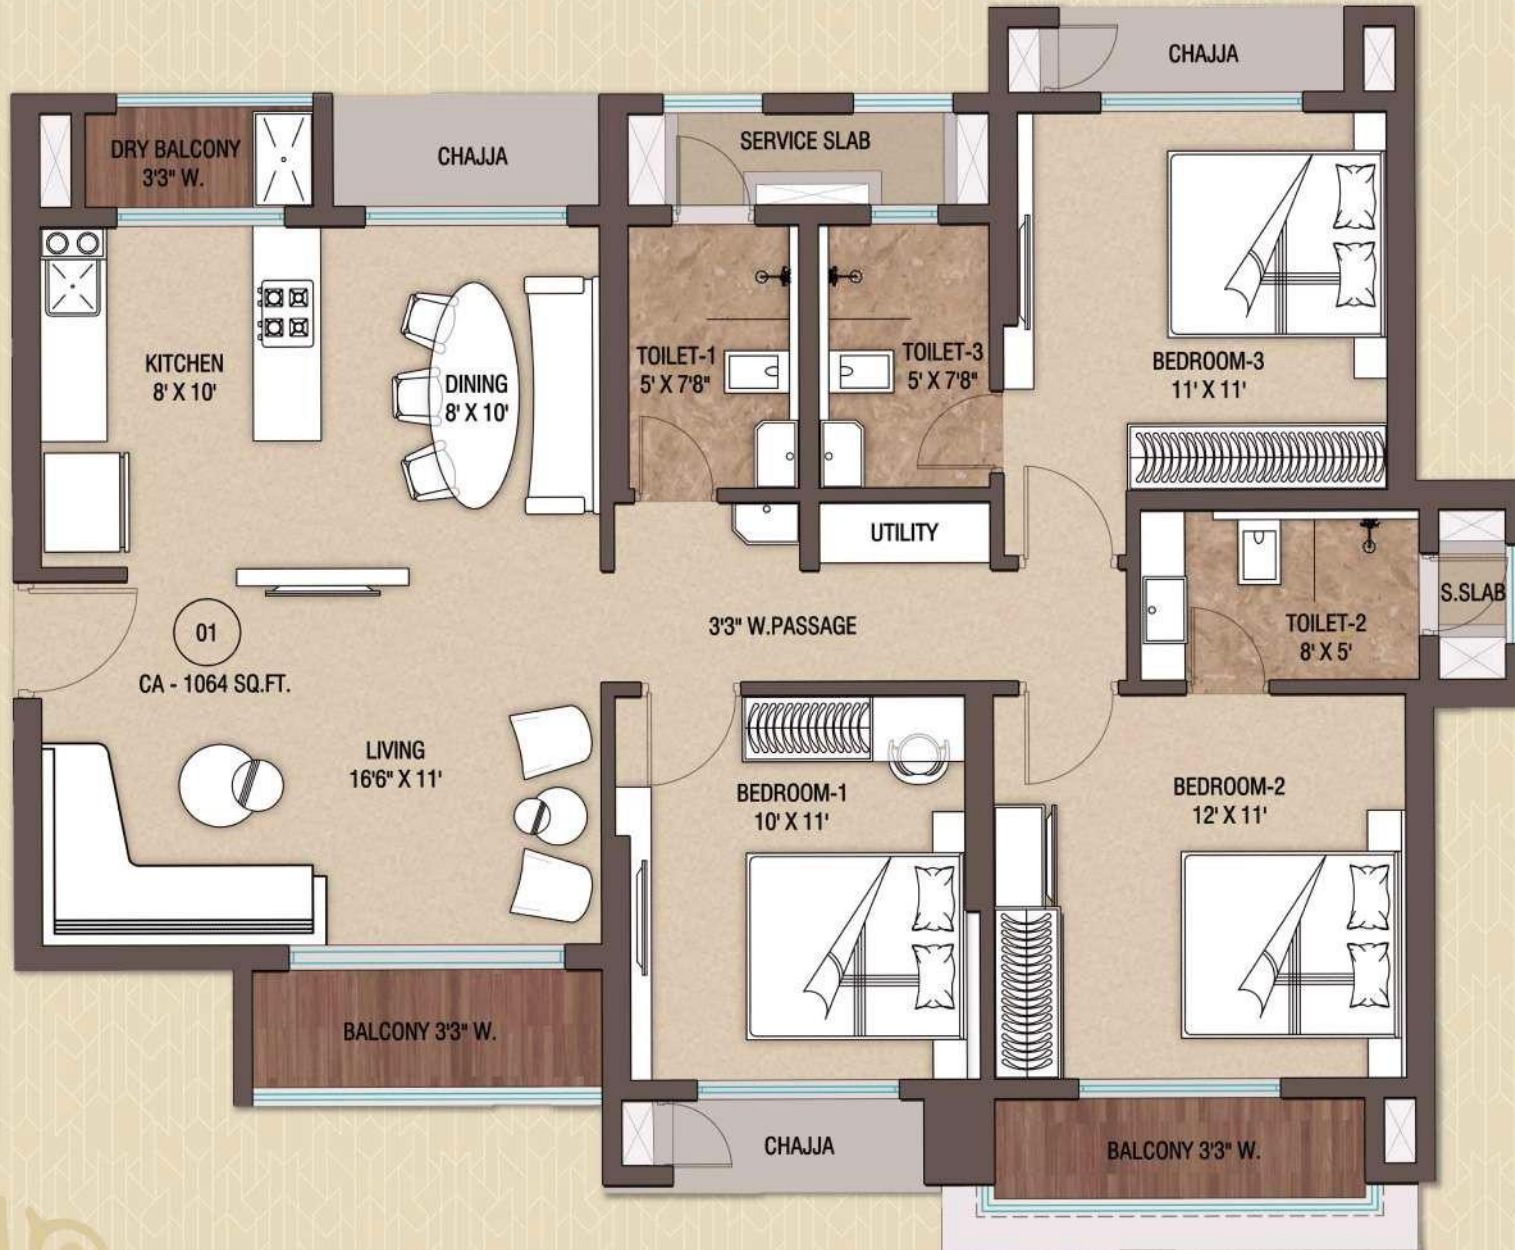 CHAJJA
DRY BALCONY
3'3" W.
CHAJJA
SERVICE SLAB
KITCHEN
8' X 10'
DINING
8' X 10'
TOILET-1
5' X 7'8"
TOILET-3
5' X 7'8"
BEDROOM-3
11' X 11'
UTILITY
S.SLAB
01
CA - 1064 SQ.FT.
3'3" W.PASSAGE
TOILET-2
8' X 5'
LIVING
16'6" X 11'
BEDROOM-1
10' X 11'
BEDROOM-2
12' X 11'
BALCONY 3'3" W.
CHAJJA
BALCONY 3'3" W.